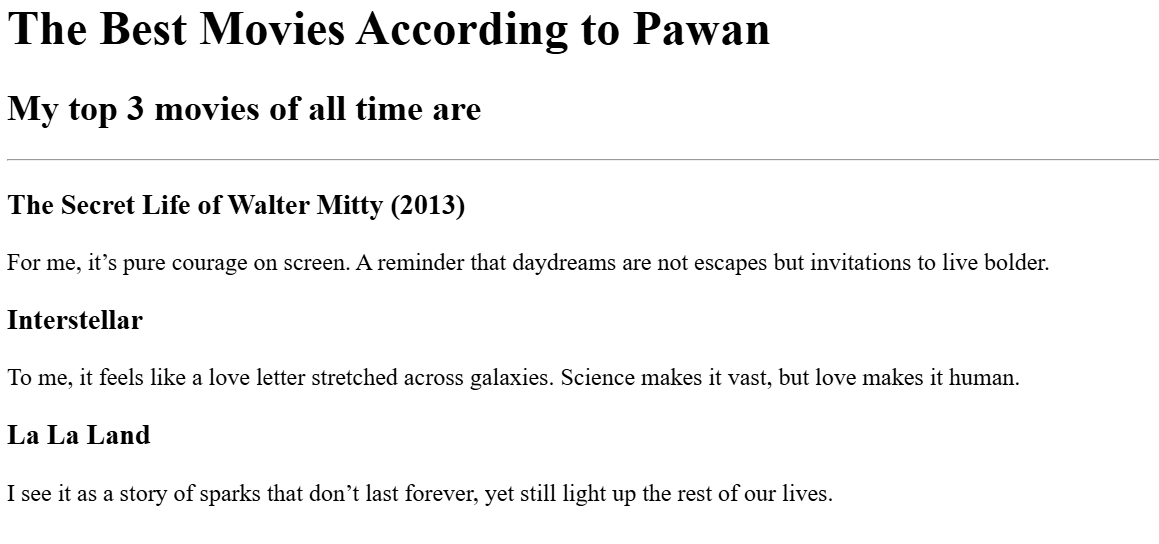 The Best Movies According to Pawan
My top 3 movies of all time are
The Secret Life of Walter Mitty (2013)
For me, it’s pure courage on screen. A reminder that daydreams are not escapes but invitations to live bolder.
Interstellar
To me, it feels like a love letter stretched across galaxies. Science makes it vast, but love makes it human.
La La Land
I see it as a story of sparks that don’t last forever, yet still light up the rest of our lives.